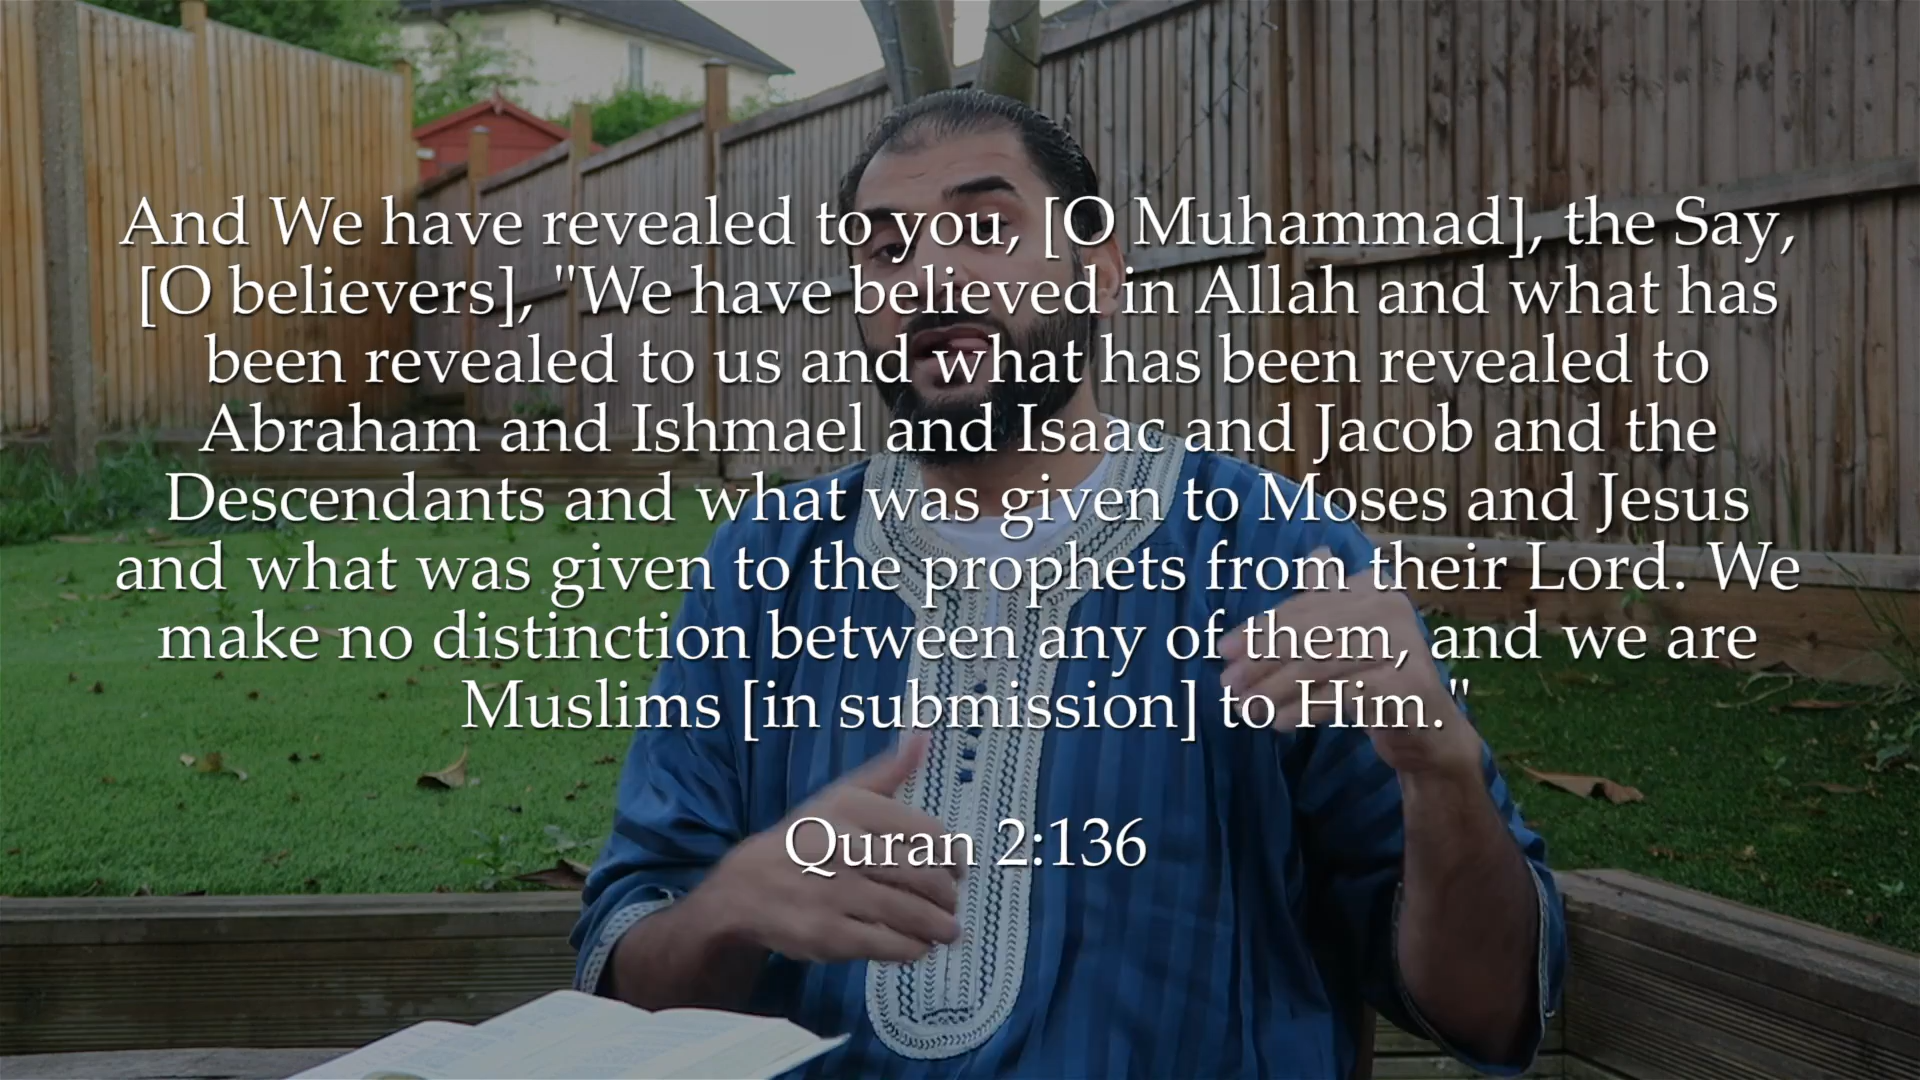 And We have revealed to you, [O Muhammad], the Say,
[O believers], "We have believed in Allah and what has
been revealed to us and what has been revealed to
Abraham and Ishmael and Isaac and Jacob and the
Descendants and what was given to Moses and Jesus
and what was given to the prophets from their Lord. We
make no distinction between any of them, and we are
Muslims [in submission] to Him."
Quran 2:136